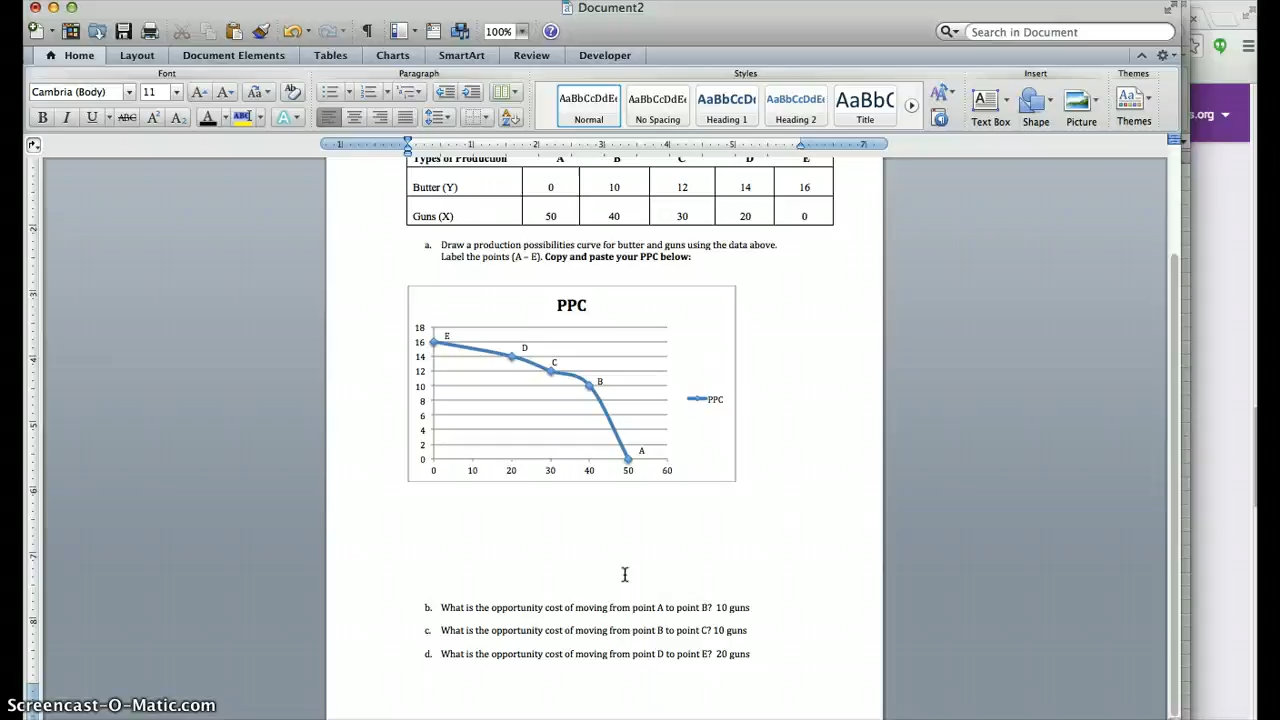 Document2
100%
Search in Document
Home Layout Document Elements Tables Charts SmartArt Review Developer
Font Paragraph Styles Insert Themes
Cambria (Body) 11
AaBbCcDdEe AaBbCcDdEe AaBbCcDc AaBbCcDdEe AaBbC
Normal No Spacing Heading 1 Heading 2 Title
Text Box Shape Picture Themes
s.org
Types of Production A B C D E
Butter (Y) 0 10 12 14 16
Guns (X) 50 40 30 20 0
a. Draw a production possibilities curve for butter and guns using the data above.
Label the points (A – E). Copy and paste your PPC below:
PPC
18
16
14
12
10
8
6
4
2
0
E
D
C
B
A
PPC
0 10 20 30 40 50 60
b. What is the opportunity cost of moving from point A to point B? 10 guns
c. What is the opportunity cost of moving from point B to point C? 10 guns
d. What is the opportunity cost of moving from point D to point E? 20 guns
Screencast-O-Matic.com